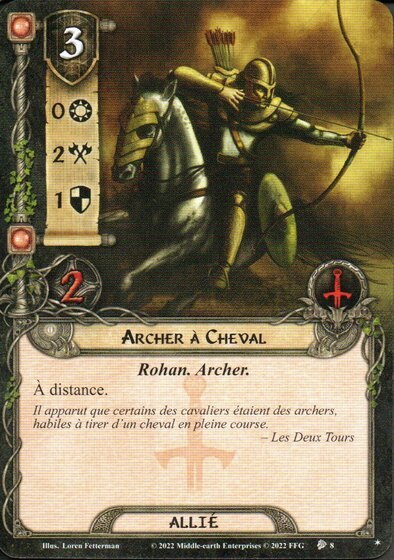 3
0
2
1
2
Archer à Cheval
Rohan. Archer.
À distance.
Il apparut que certains des cavaliers étaient des archers,
habiles à tirer d'un cheval en pleine course.
– Les Deux Tours
ALLIÉ
Illus. Loren Fetterman © 2022 Middle-earth Enterprises © 2022 FFG 8